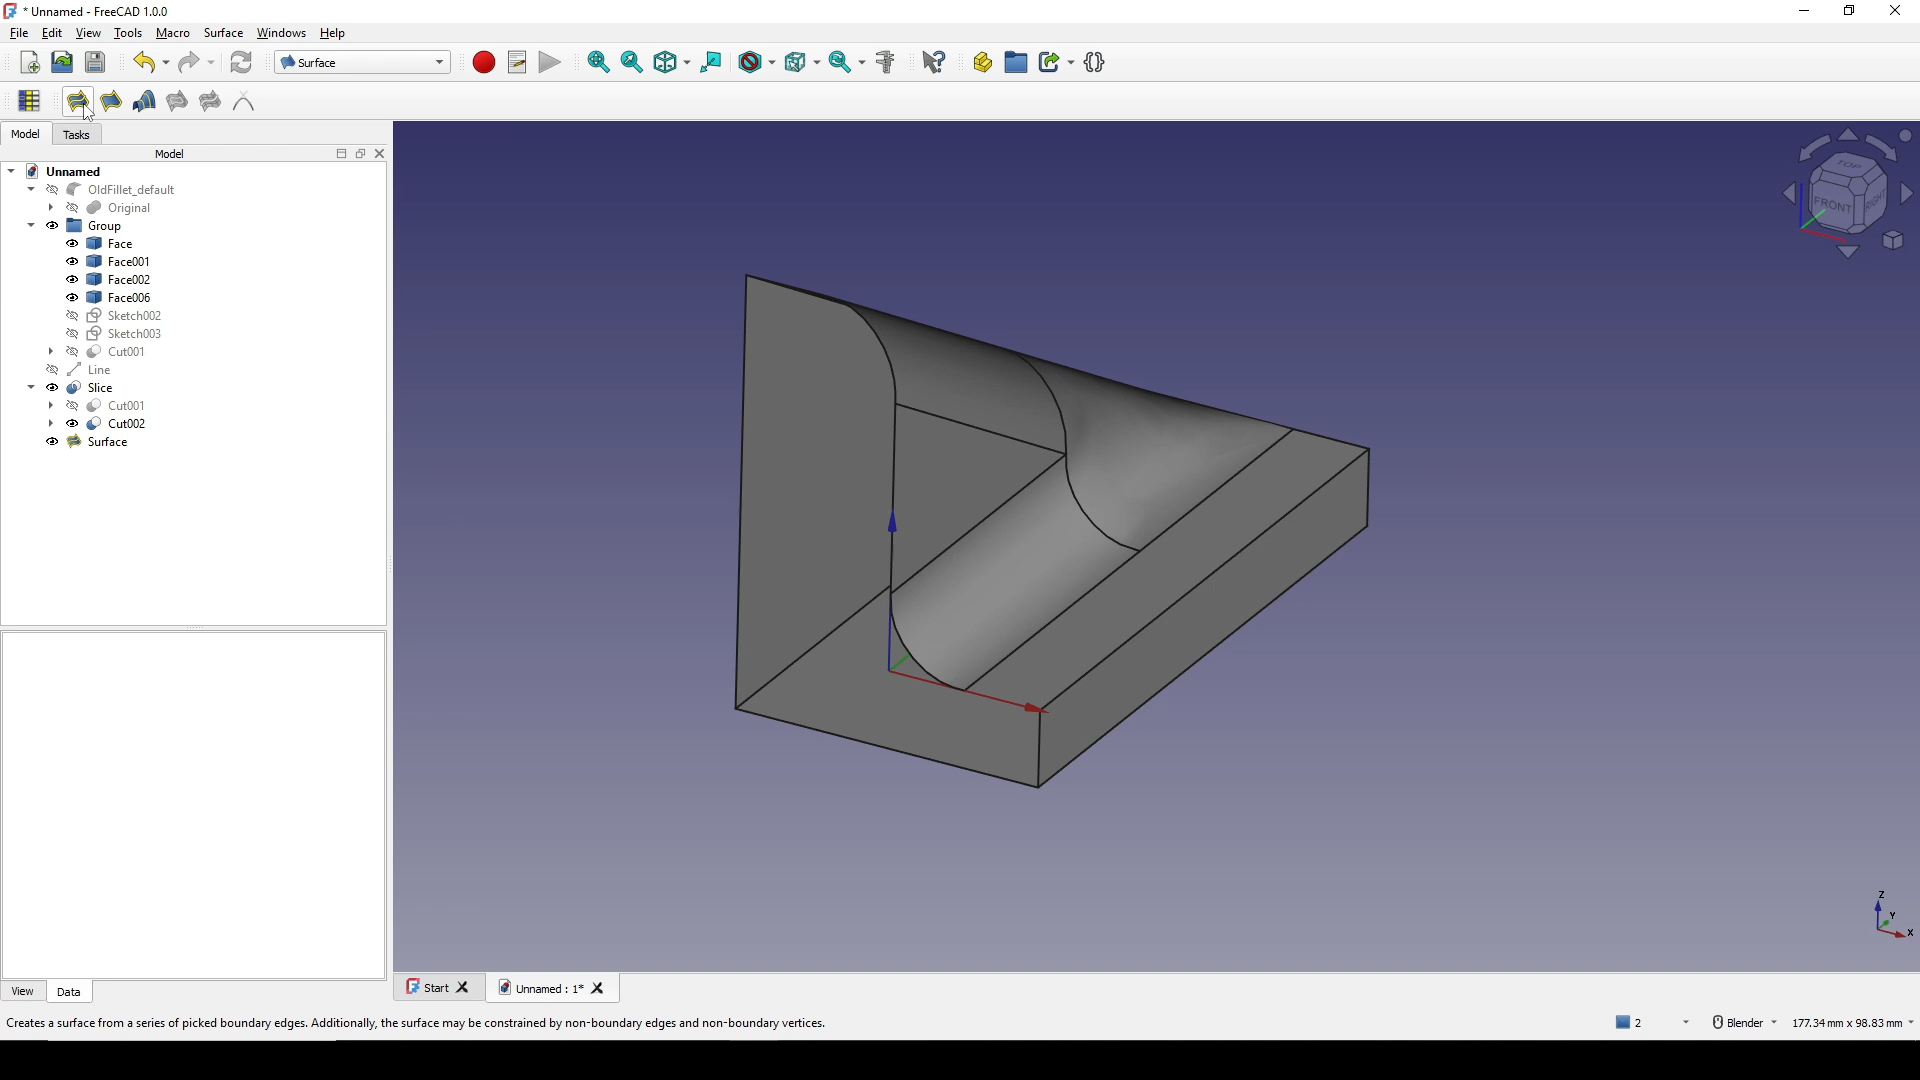 * Unnamed - FreeCAD 1.0.0
File Edit View Tools Macro Surface Windows Help
Surface
Model Tasks
Model
Unnamed
OldFillet_default
Original
Group
Face
Face001
Face002
Face006
Sketch002
Sketch003
Cut001
Line
Slice
Cut001
Cut002
Surface
TOP
FRONT
RIGHT
Z
Y
X
View Data
Start
Unnamed : 1*
Creates a surface from a series of picked boundary edges. Additionally, the surface may be constrained by non-boundary edges and non-boundary vertices.
2
Blender
177.34 mm x 98.83 mm